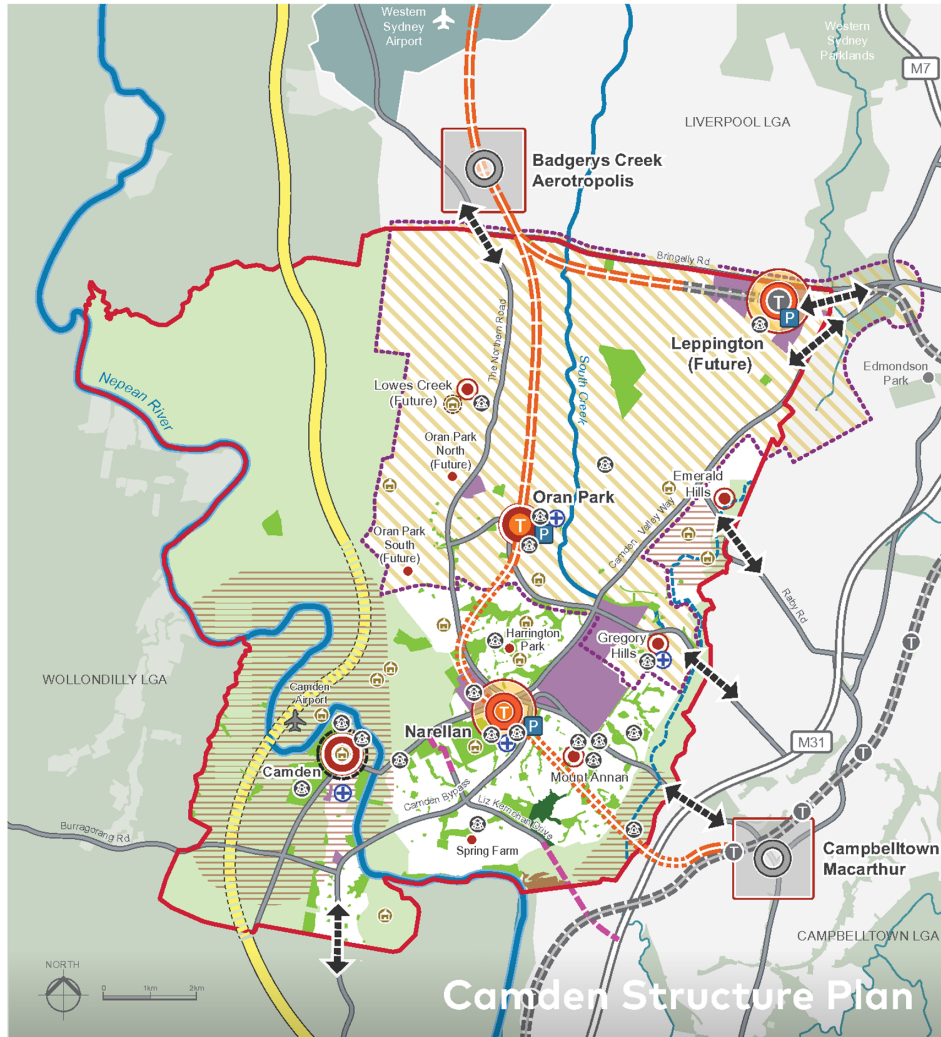 Western
Sydney
Airport
Western
Sydney
Parklands
M7
LIVERPOOL LGA
Badgerys Creek
Aerotropolis
Bringelly Rd
T
P
Leppington
(Future)
The Northern Road
South Creek
Edmondson
Park
Nepean River
Lowes Creek
(Future)
Oran Park
North
(Future)
Emerald
Hills
Oran Park
T
P
Camden Valley Way
Oran Park
South
(Future)
Raby Rd
Harrington
Park
Gregory
Hills
T
WOLLONDILLY LGA
Camden
Airport
T
Narellan
P
M31
T
Camden
Mount Annan
Camden Bypass
Liz Kernohan Drive
Burragorang Rd
Spring Farm
T
T
Campbelltown
Macarthur
CAMPBELLTOWN LGA
NORTH
0 1km 2km
Camden Structure Plan